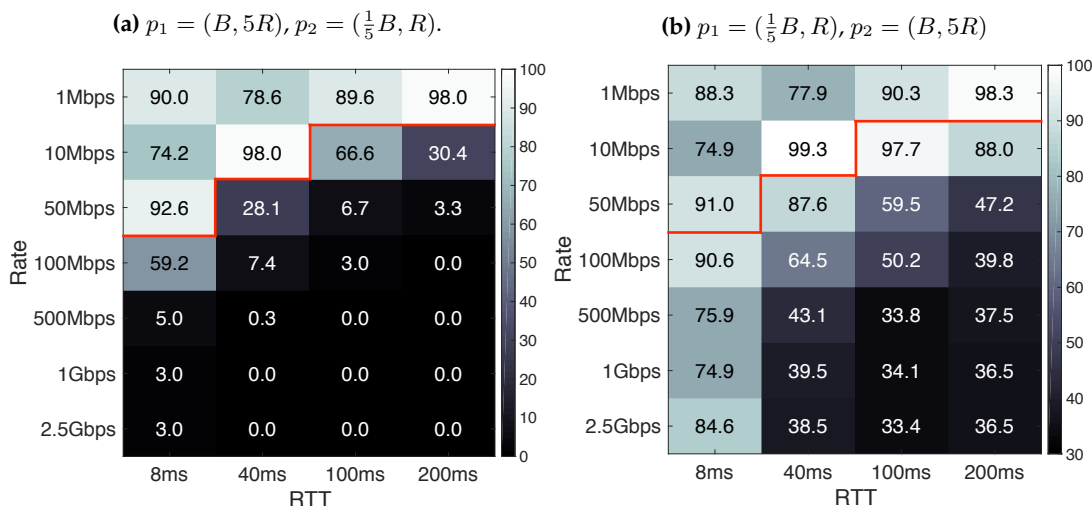 (a) p₁ = (B, 5R), p₂ = (1/5 B, R).
100
90
80
70
60
50
40
30
20
10
0
Rate
1Mbps 90.0 78.6 89.6 98.0
10Mbps 74.2 98.0 66.6 30.4
50Mbps 92.6 28.1 6.7 3.3
100Mbps 59.2 7.4 3.0 0.0
500Mbps 5.0 0.3 0.0 0.0
1Gbps 3.0 0.0 0.0 0.0
2.5Gbps 3.0 0.0 0.0 0.0
8ms 40ms 100ms 200ms
RTT
(b) p₁ = (1/5 B, R), p₂ = (B, 5R)
100
90
80
70
60
50
40
30
Rate
1Mbps 88.3 77.9 90.3 98.3
10Mbps 74.9 99.3 97.7 88.0
50Mbps 91.0 87.6 59.5 47.2
100Mbps 90.6 64.5 50.2 39.8
500Mbps 75.9 43.1 33.8 37.5
1Gbps 74.9 39.5 34.1 36.5
2.5Gbps 84.6 38.5 33.4 36.5
8ms 40ms 100ms 200ms
RTT